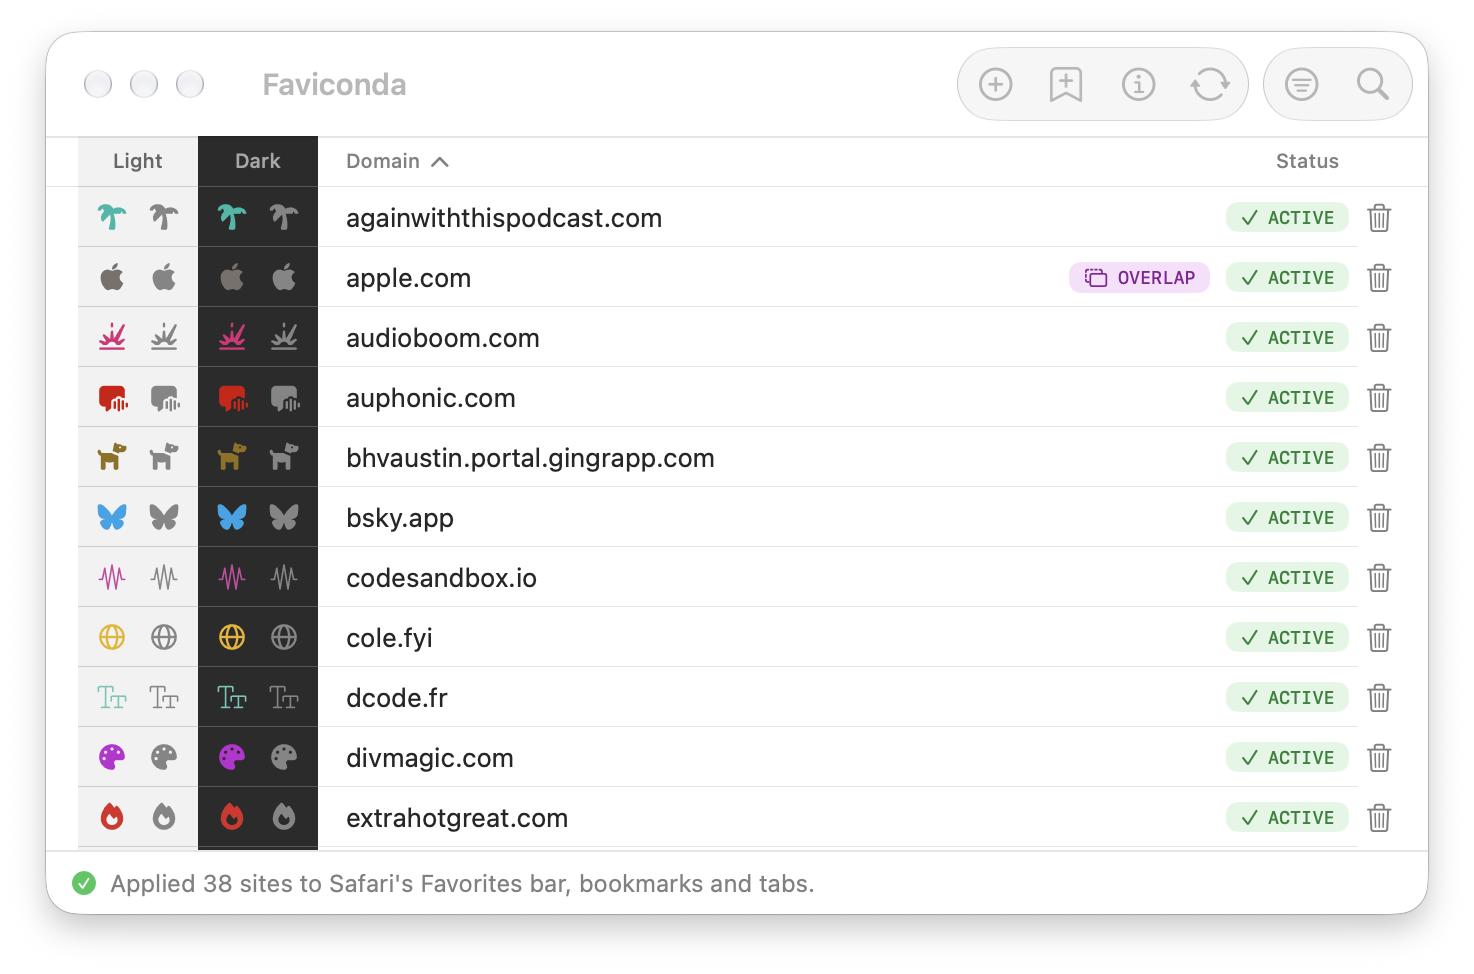 Faviconda
Light Dark Domain Status
againwiththispodcast.com ACTIVE
apple.com OVERLAP ACTIVE
audioboom.com ACTIVE
auphonic.com ACTIVE
bhvaustin.portal.gingrapp.com ACTIVE
bsky.app ACTIVE
codesandbox.io ACTIVE
cole.fyi ACTIVE
dcode.fr ACTIVE
divmagic.com ACTIVE
extrahotgreat.com ACTIVE
Applied 38 sites to Safari's Favorites bar, bookmarks and tabs.